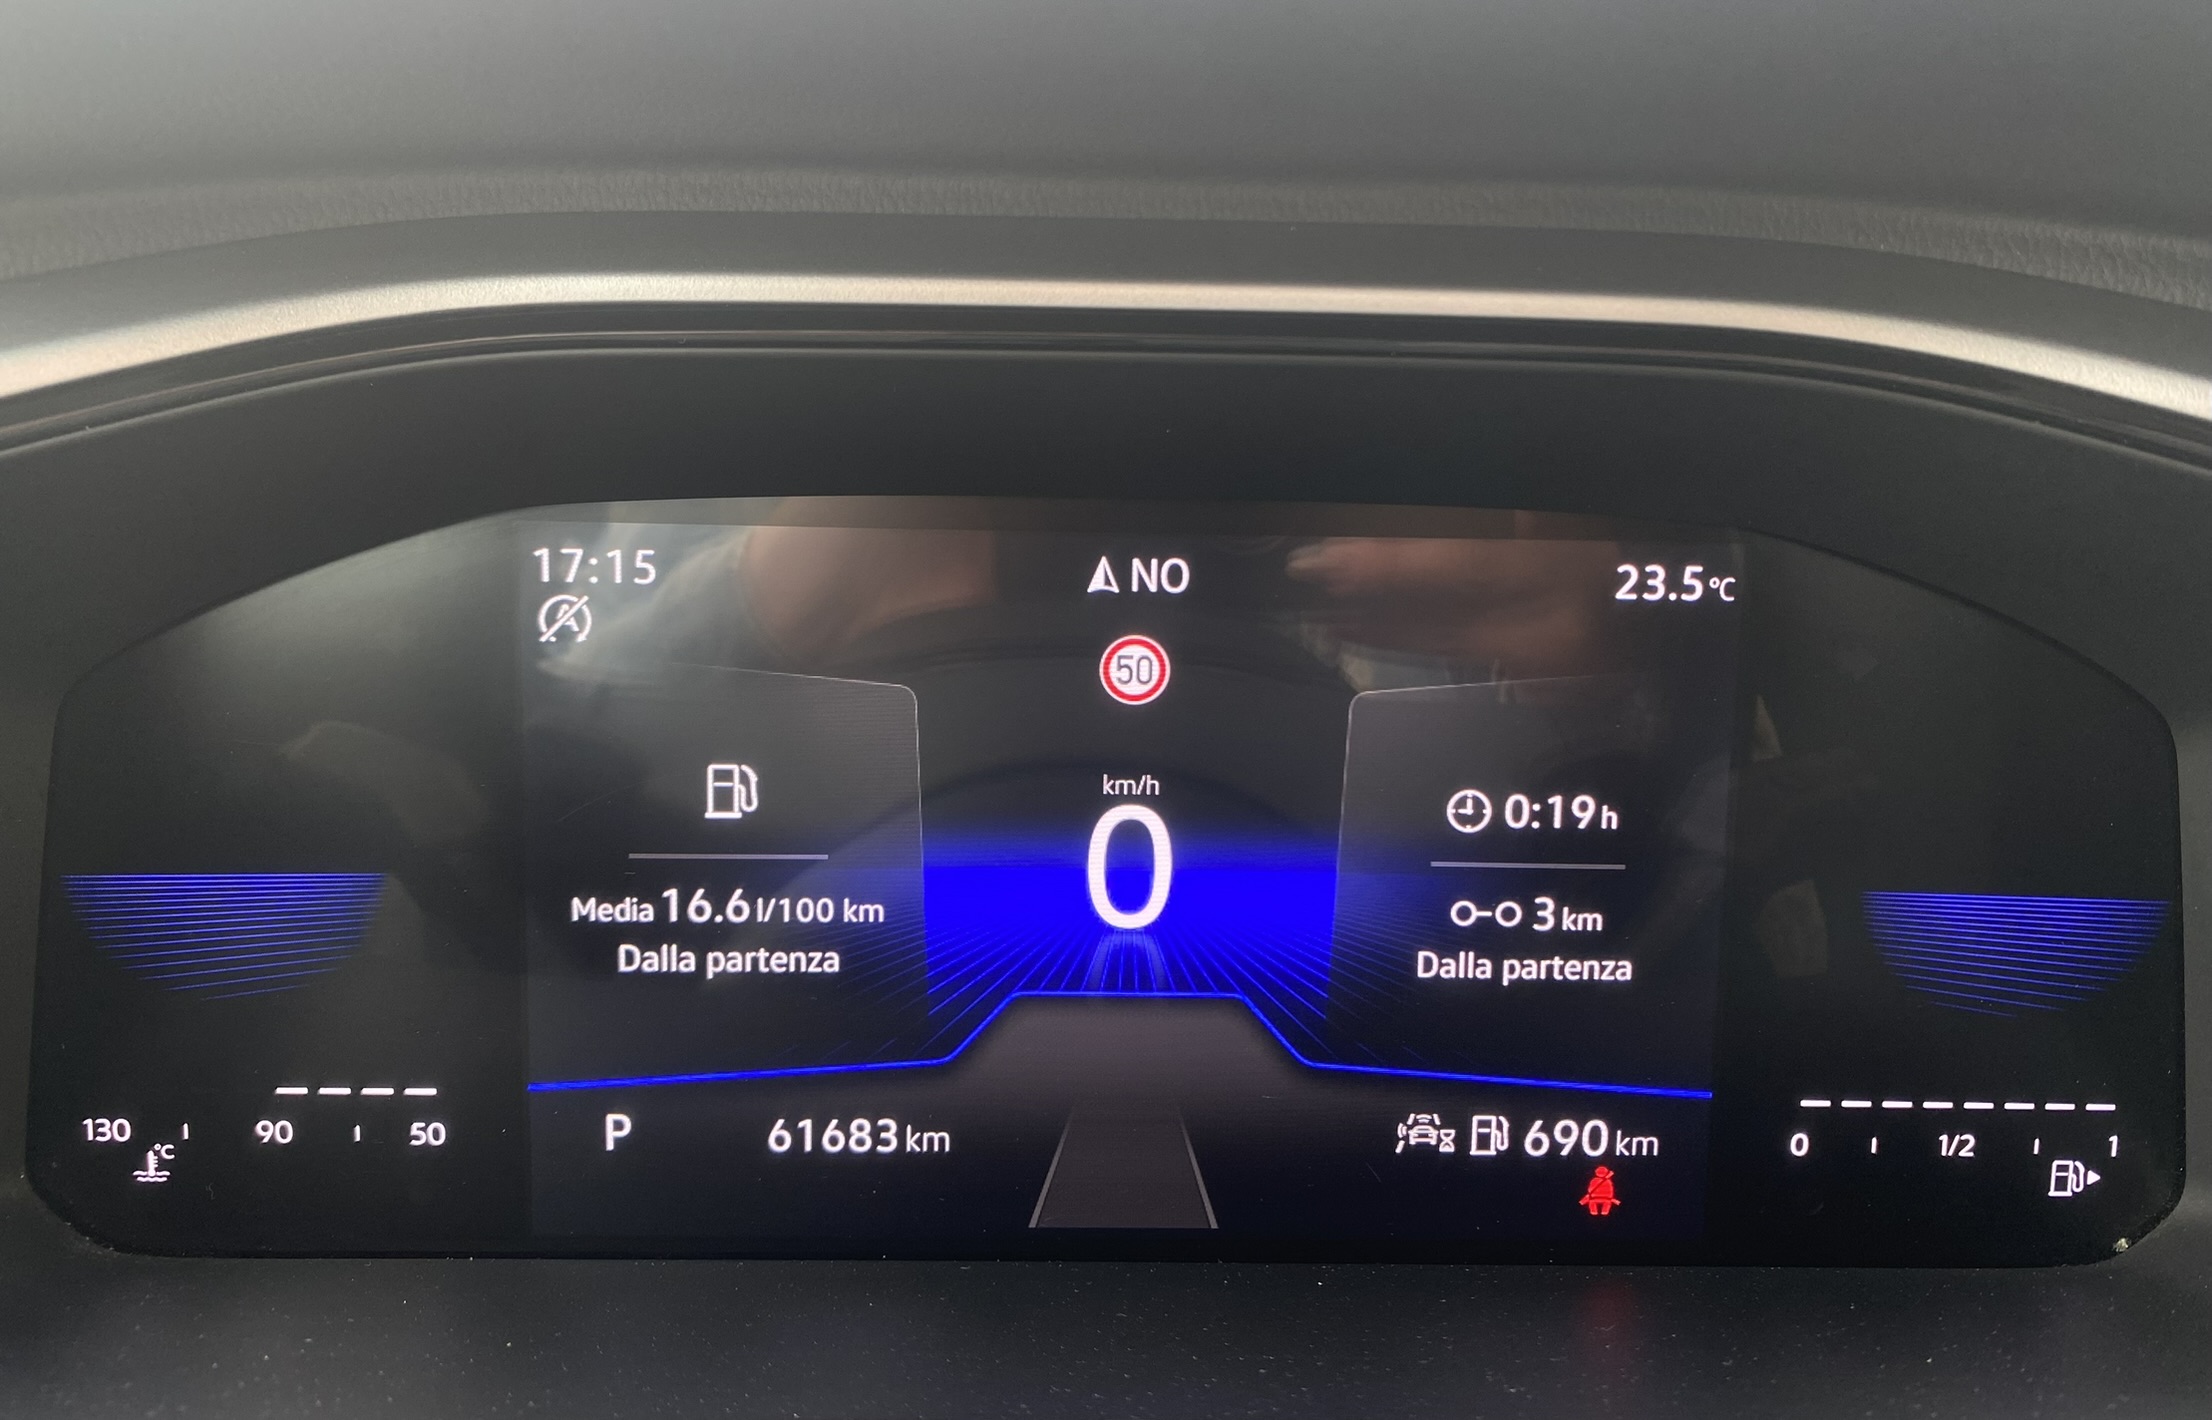 17:15
NO
23.5°C
50
km/h
0
Media 16.6 l/100 km
Dalla partenza
0:19 h
3 km
Dalla partenza
130 90 50
°C
P
61683 km
690 km
0 1/2 1